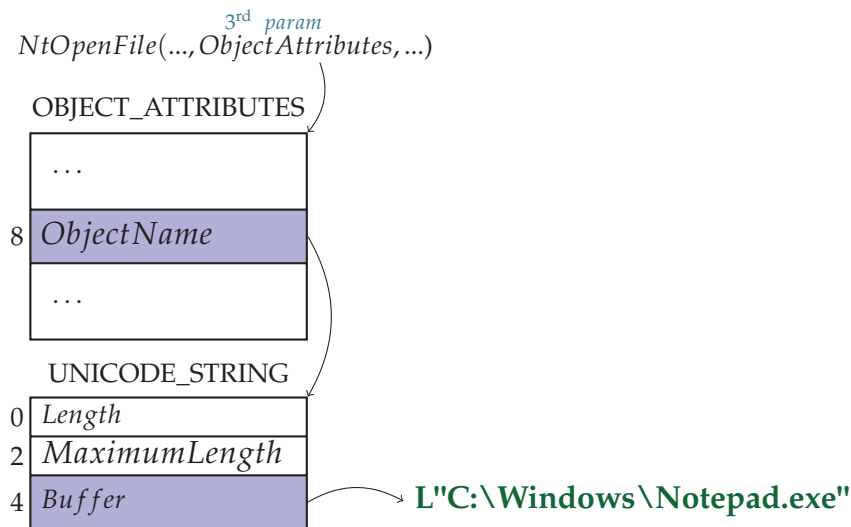 3rd param
NtOpenFile(..., ObjectAttributes, ...)
OBJECT_ATTRIBUTES
...
8 ObjectName
...
UNICODE_STRING
0 Length
2 MaximumLength
4 Buffer L"C:\Windows\Notepad.exe"